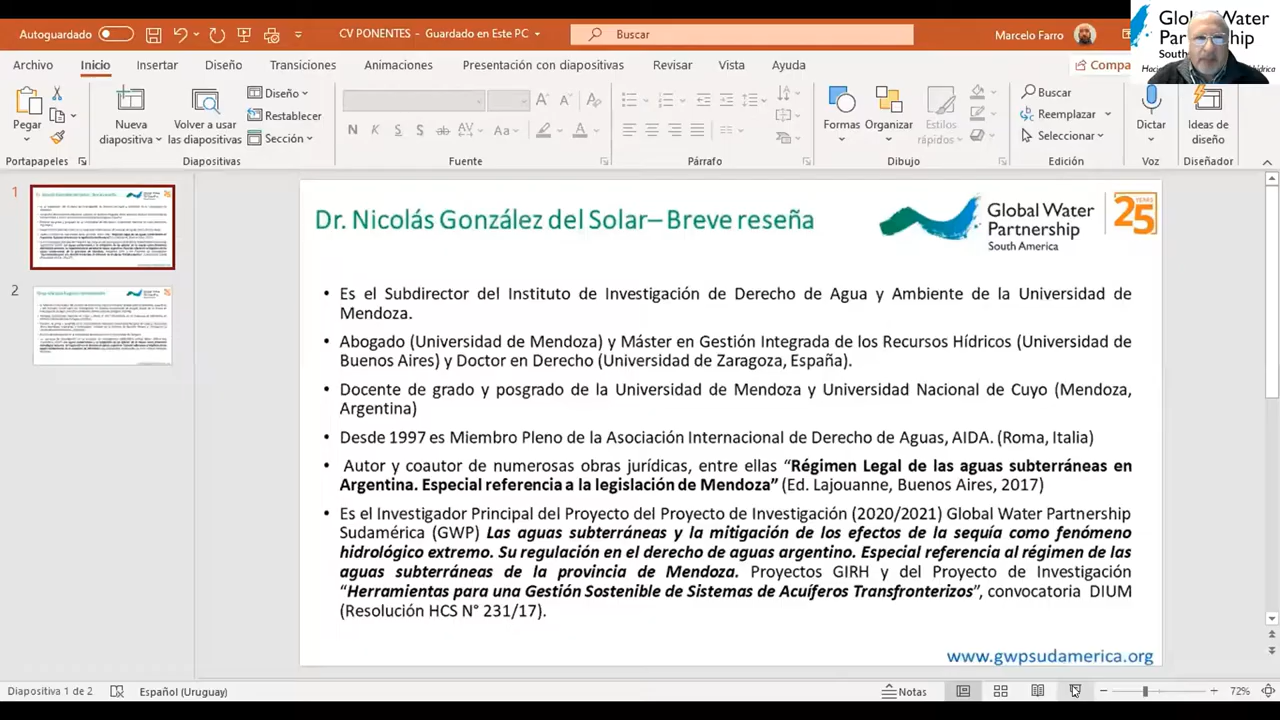 Autoguardado
CV PONENTES - Guardado en Este PC
Buscar
Marcelo Farro
Archivo Inicio Insertar Diseño Transiciones Animaciones Presentación con diapositivas Revisar Vista Ayuda
Compa
Pegar
Nueva diapositiva
Volver a usar las diapositivas
Diseño
Restablecer
Sección
Formas
Organizar
Estilos rápidos
Buscar
Reemplazar
Seleccionar
Dictar
Ideas de diseño
Portapapeles Diapositivas Fuente Párrafo Dibujo Edición Voz Diseñador
1
2
Dr. Nicolás González del Solar– Breve reseña
Global Water
Partnership
South America
25
YEARS
• Es el Subdirector del Instituto de Investigación de Derecho de Agua y Ambiente de la Universidad de
Mendoza.
• Abogado (Universidad de Mendoza) y Máster en Gestión Integrada de los Recursos Hídricos (Universidad de
Buenos Aires) y Doctor en Derecho (Universidad de Zaragoza, España).
• Docente de grado y posgrado de la Universidad de Mendoza y Universidad Nacional de Cuyo (Mendoza,
Argentina)
• Desde 1997 es Miembro Pleno de la Asociación Internacional de Derecho de Aguas, AIDA. (Roma, Italia)
• Autor y coautor de numerosas obras jurídicas, entre ellas “Régimen Legal de las aguas subterráneas en
Argentina. Especial referencia a la legislación de Mendoza” (Ed. Lajouanne, Buenos Aires, 2017)
• Es el Investigador Principal del Proyecto del Proyecto de Investigación (2020/2021) Global Water Partnership
Sudamérica (GWP) Las aguas subterráneas y la mitigación de los efectos de la sequía como fenómeno
hidrológico extremo. Su regulación en el derecho de aguas argentino. Especial referencia al régimen de las
aguas subterráneas de la provincia de Mendoza. Proyectos GIRH y del Proyecto de Investigación
“Herramientas para una Gestión Sostenible de Sistemas de Acuíferos Transfronterizos”, convocatoria DIUM
(Resolución HCS N° 231/17).
www.gwpsudamerica.org
Diapositiva 1 de 2
Español (Uruguay)
Notas
72%